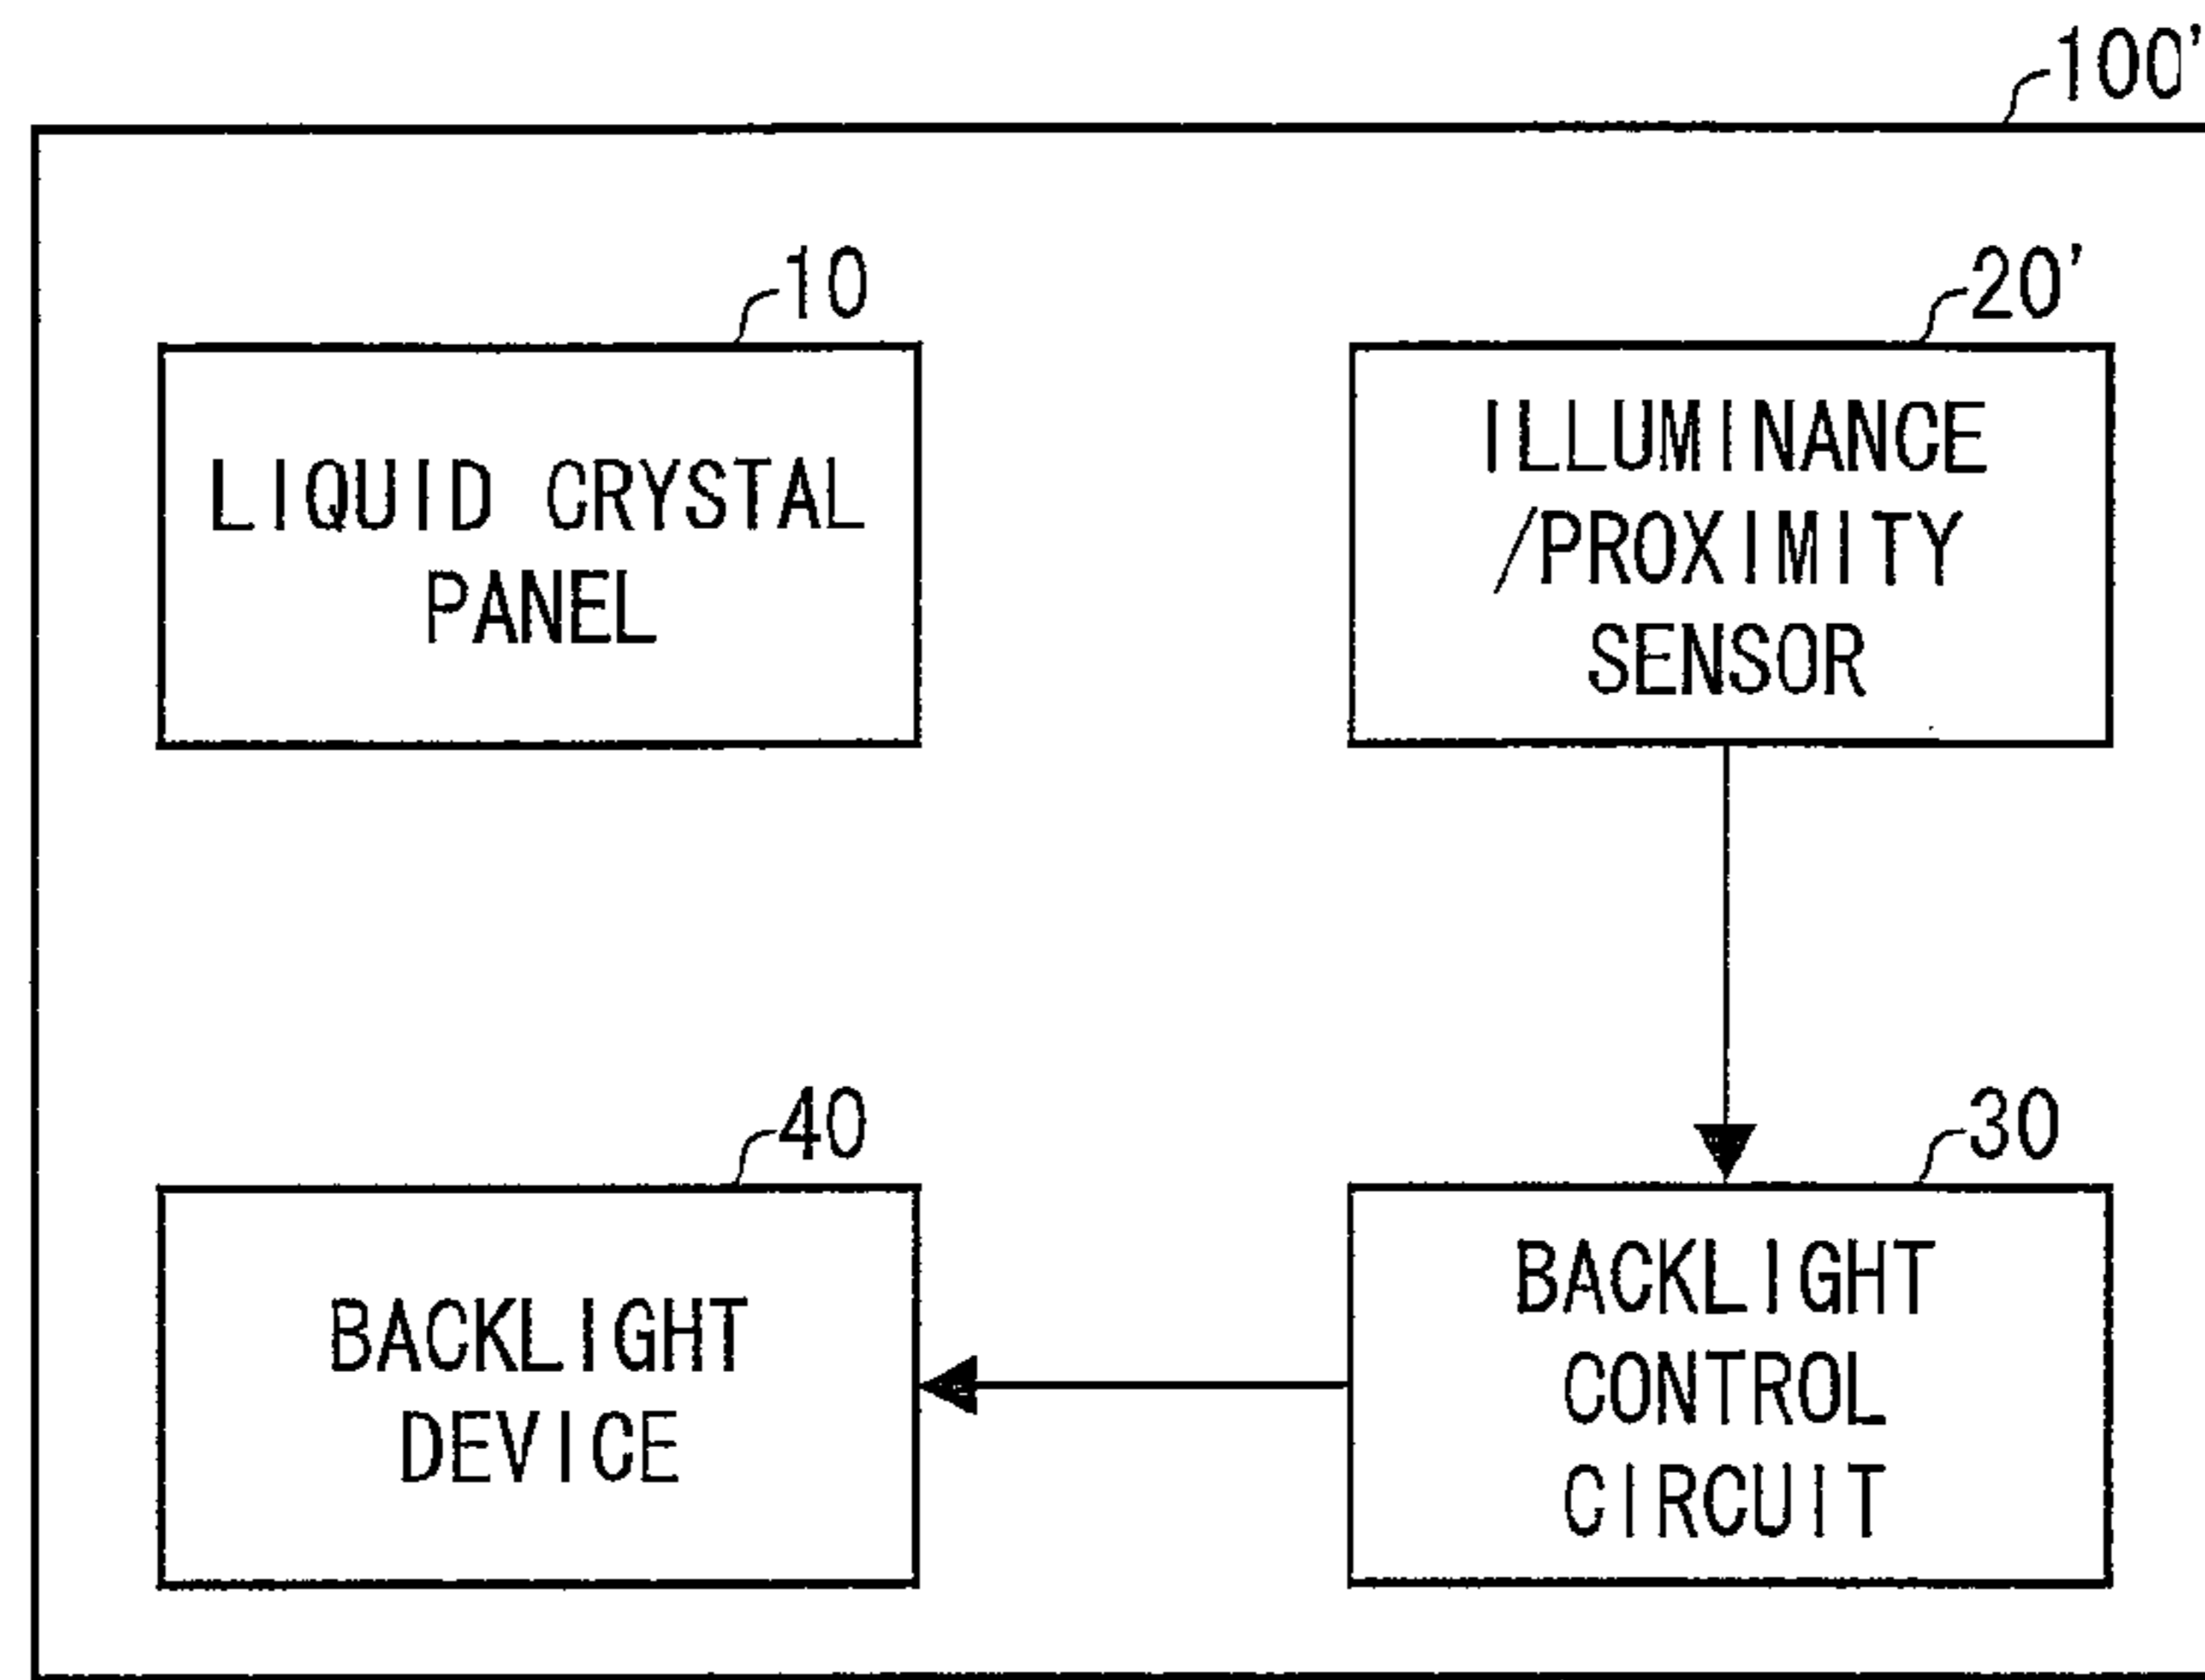 100'
10
LIQUID CRYSTAL
PANEL
20'
ILLUMINANCE
/PROXIMITY
SENSOR
40
BACKLIGHT
DEVICE
30
BACKLIGHT
CONTROL
CIRCUIT